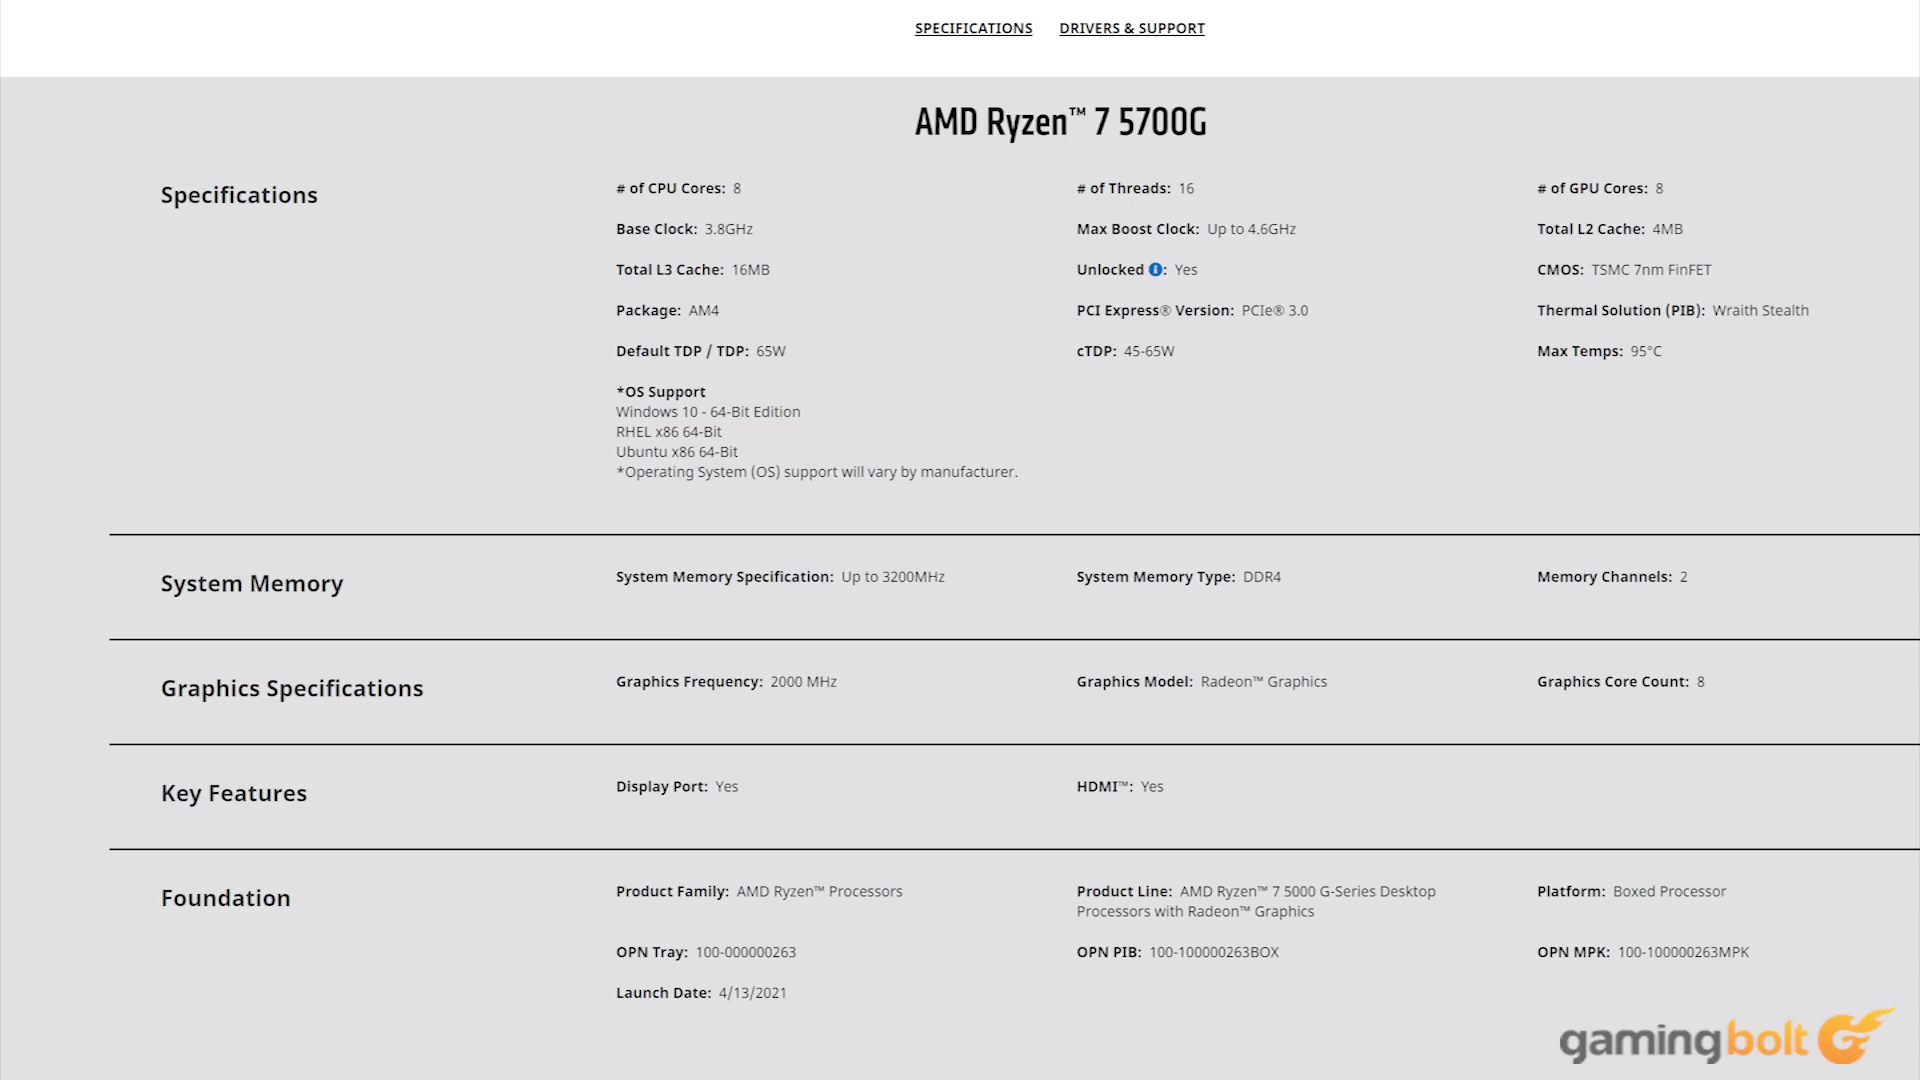 SPECIFICATIONS DRIVERS & SUPPORT
AMD Ryzen™ 7 5700G
Specifications
# of CPU Cores: 8
# of Threads: 16
# of GPU Cores: 8
Base Clock: 3.8GHz
Max Boost Clock: Up to 4.6GHz
Total L2 Cache: 4MB
Total L3 Cache: 16MB
Unlocked i: Yes
CMOS: TSMC 7nm FinFET
Package: AM4
PCI Express® Version: PCIe® 3.0
Thermal Solution (PIB): Wraith Stealth
Default TDP / TDP: 65W
cTDP: 45-65W
Max Temps: 95°C
*OS Support
Windows 10 - 64-Bit Edition
RHEL x86 64-Bit
Ubuntu x86 64-Bit
*Operating System (OS) support will vary by manufacturer.
System Memory
System Memory Specification: Up to 3200MHz
System Memory Type: DDR4
Memory Channels: 2
Graphics Specifications
Graphics Frequency: 2000 MHz
Graphics Model: Radeon™ Graphics
Graphics Core Count: 8
Key Features
Display Port: Yes
HDMI™: Yes
Foundation
Product Family: AMD Ryzen™ Processors
Product Line: AMD Ryzen™ 7 5000 G-Series Desktop
Processors with Radeon™ Graphics
Platform: Boxed Processor
OPN Tray: 100-000000263
OPN PIB: 100-100000263BOX
OPN MPK: 100-100000263MPK
Launch Date: 4/13/2021
gamingbolt